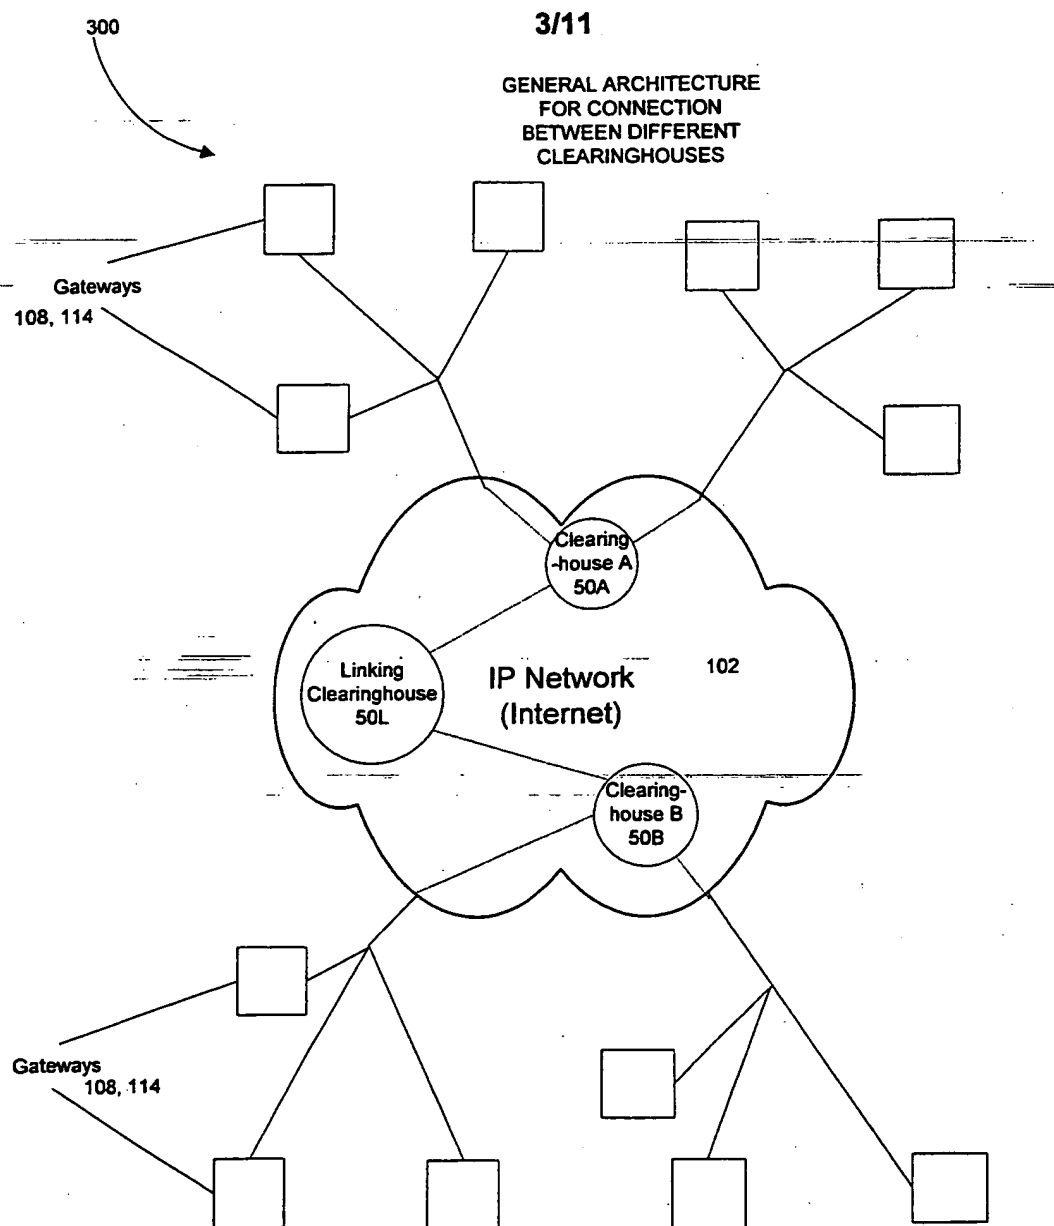 300
3/11
GENERAL ARCHITECTURE
FOR CONNECTION
BETWEEN DIFFERENT
CLEARINGHOUSES
Gateways
108, 114
Clearing
-house A
50A
Linking
Clearinghouse
50L
IP Network
(Internet)
102
Clearing-
house B
50B
Gateways
108, 114